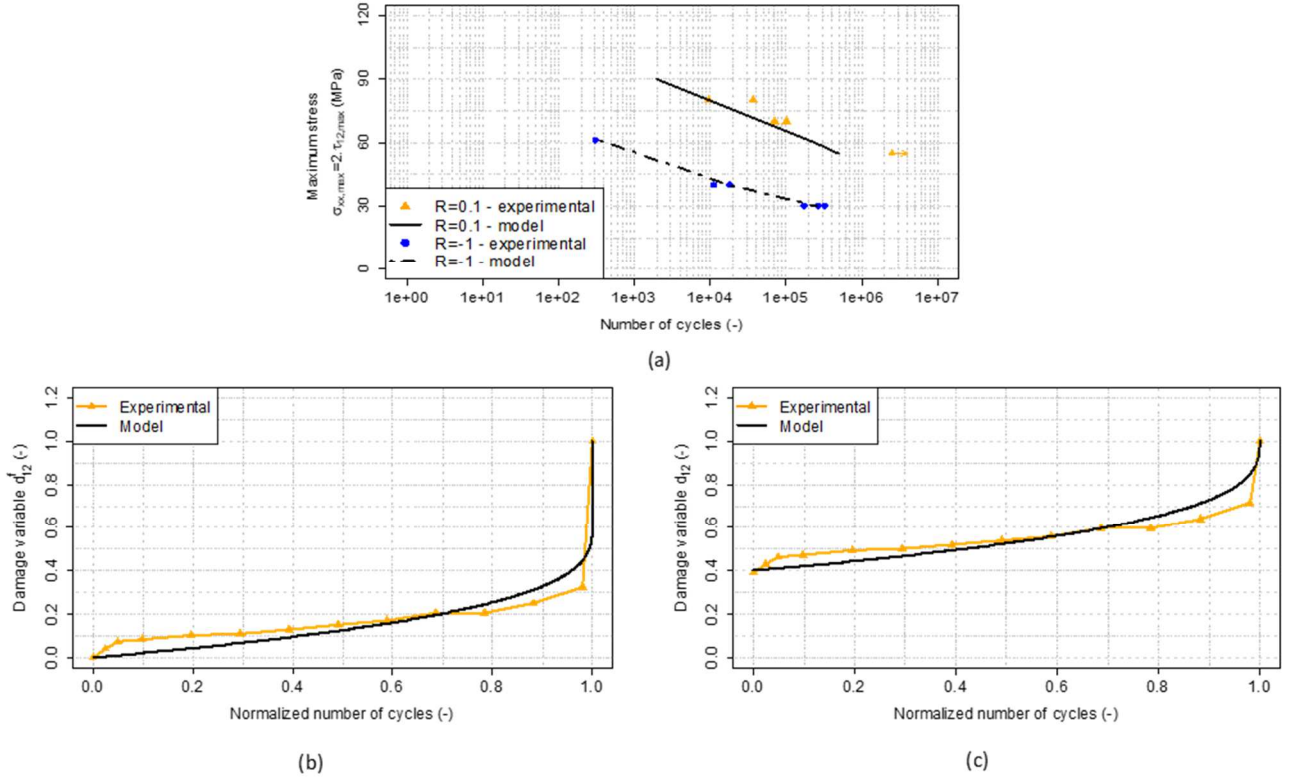 120
90
60
30
0
Maximum stress
σxx,max=2.τ12,max (MPa)
R=0.1 - experimental
R=0.1 - model
R=-1 - experimental
R=-1 - model
1e+00 1e+01 1e+02 1e+03 1e+04 1e+05 1e+06 1e+07
Number of cycles (-)
(a)
1.2
1.0
0.8
0.6
0.4
0.2
0.0
Damage variable d^f_12 (-)
Experimental
Model
0.0 0.2 0.4 0.6 0.8 1.0
Normalized number of cycles (-)
(b)
1.2
1.0
0.8
0.6
0.4
0.2
0.0
Damage variable d12 (-)
Experimental
Model
0.0 0.2 0.4 0.6 0.8 1.0
Normalized number of cycles (-)
(c)